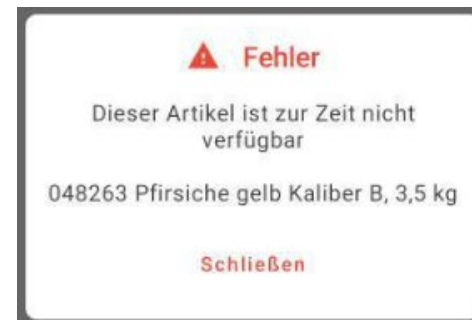 Fehler
Dieser Artikel ist zur Zeit nicht
verfügbar
048263 Pfirsiche gelb Kaliber B, 3,5 kg
Schließen